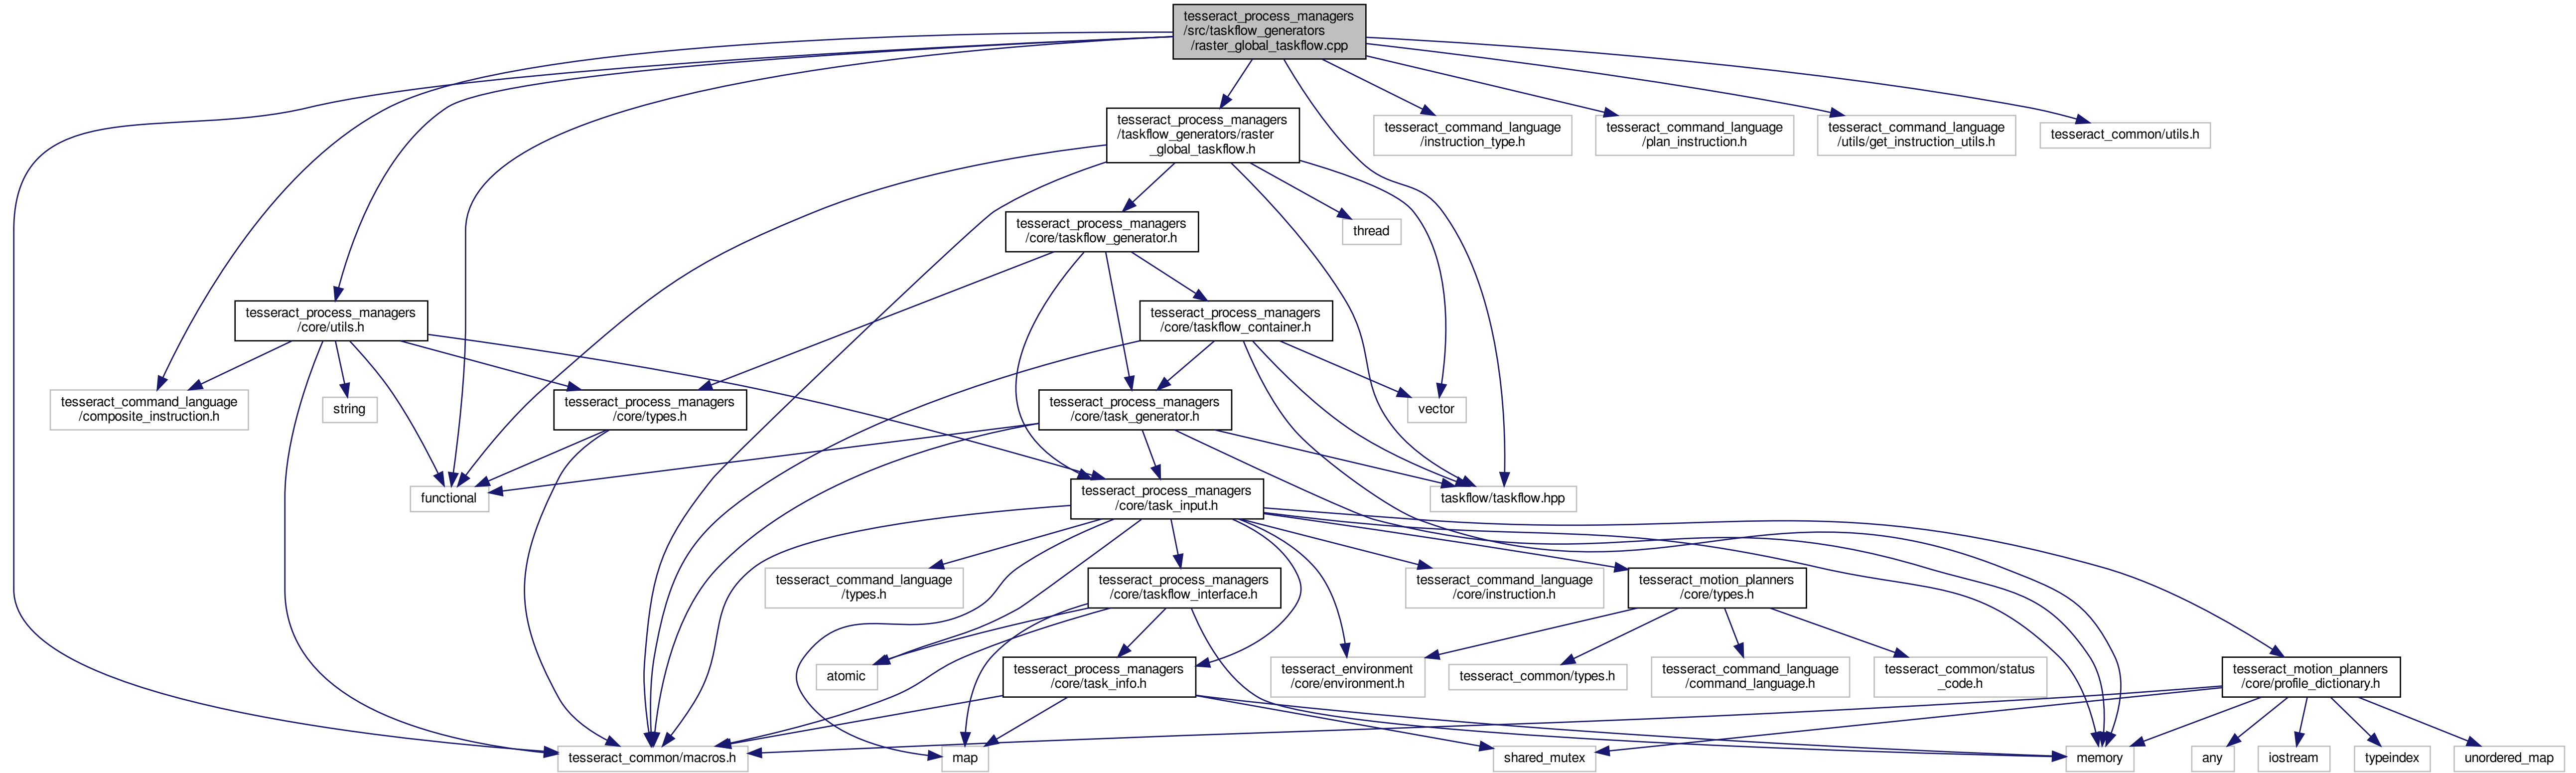 tesseract_process_managers
/src/taskflow_generators
/raster_global_taskflow.cpp
tesseract_process_managers
/taskflow_generators/raster
_global_taskflow.h
tesseract_command_language
/instruction_type.h
tesseract_command_language
/plan_instruction.h
tesseract_command_language
/utils/get_instruction_utils.h
tesseract_common/utils.h
tesseract_process_managers
/core/taskflow_generator.h
thread
tesseract_process_managers
/core/utils.h
tesseract_process_managers
/core/taskflow_container.h
tesseract_command_language
/composite_instruction.h
string
tesseract_process_managers
/core/types.h
tesseract_process_managers
/core/task_generator.h
vector
functional
tesseract_process_managers
/core/task_input.h
taskflow/taskflow.hpp
tesseract_command_language
/types.h
tesseract_process_managers
/core/taskflow_interface.h
tesseract_command_language
/core/instruction.h
tesseract_motion_planners
/core/types.h
atomic
tesseract_process_managers
/core/task_info.h
tesseract_environment
/core/environment.h
tesseract_common/types.h
tesseract_command_language
/command_language.h
tesseract_common/status
_code.h
tesseract_motion_planners
/core/profile_dictionary.h
tesseract_common/macros.h
map
shared_mutex
memory
any
iostream
typeindex
unordered_map